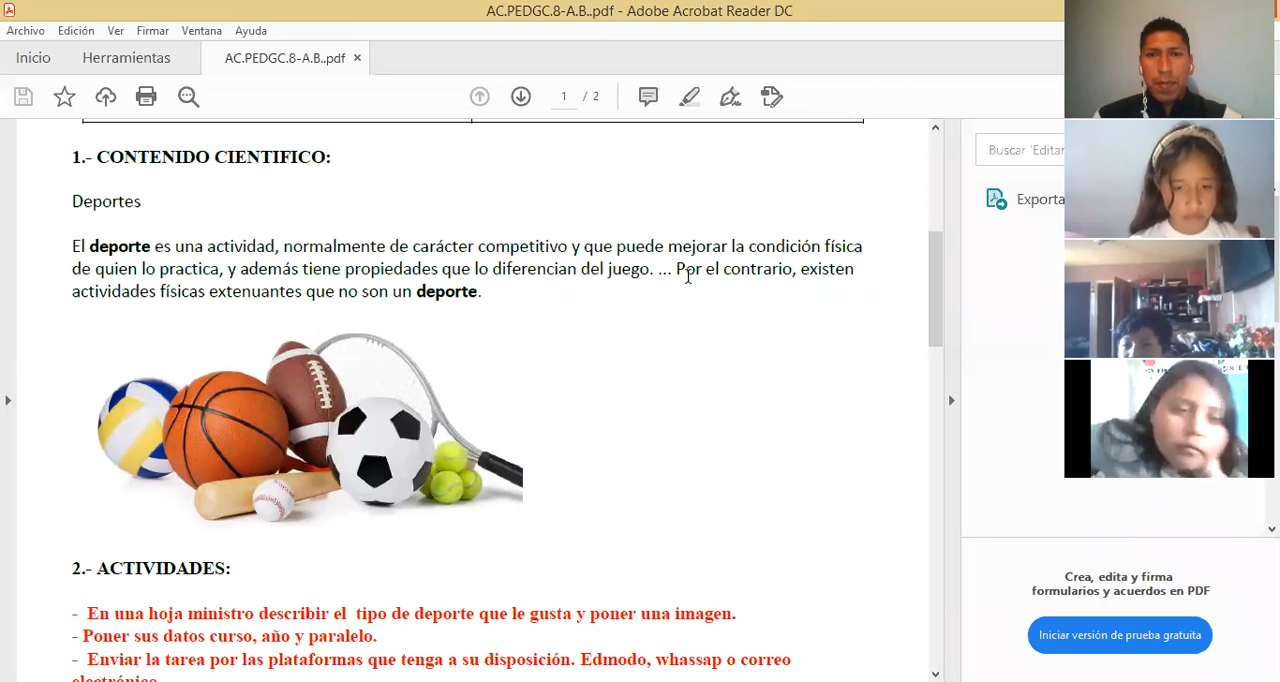 AC.PEDGC.8-A.B..pdf - Adobe Acrobat Reader DC
Archivo Edición Ver Firmar Ventana Ayuda
Inicio Herramientas AC.PEDGC.8-A.B..pdf ×
1 / 2
1.- CONTENIDO CIENTIFICO:
Deportes
El deporte es una actividad, normalmente de carácter competitivo y que puede mejorar la condición física
de quien lo practica, y además tiene propiedades que lo diferencian del juego. ... Por el contrario, existen
actividades físicas extenuantes que no son un deporte.
2.- ACTIVIDADES:
- En una hoja ministro describir el tipo de deporte que le gusta y poner una imagen.
- Poner sus datos curso, año y paralelo.
- Enviar la tarea por las plataformas que tenga a su disposición. Edmodo, whassap o correo
electrónico.
Buscar 'Editar
Exporta
Crea, edita y firma
formularios y acuerdos en PDF
Iniciar versión de prueba gratuita